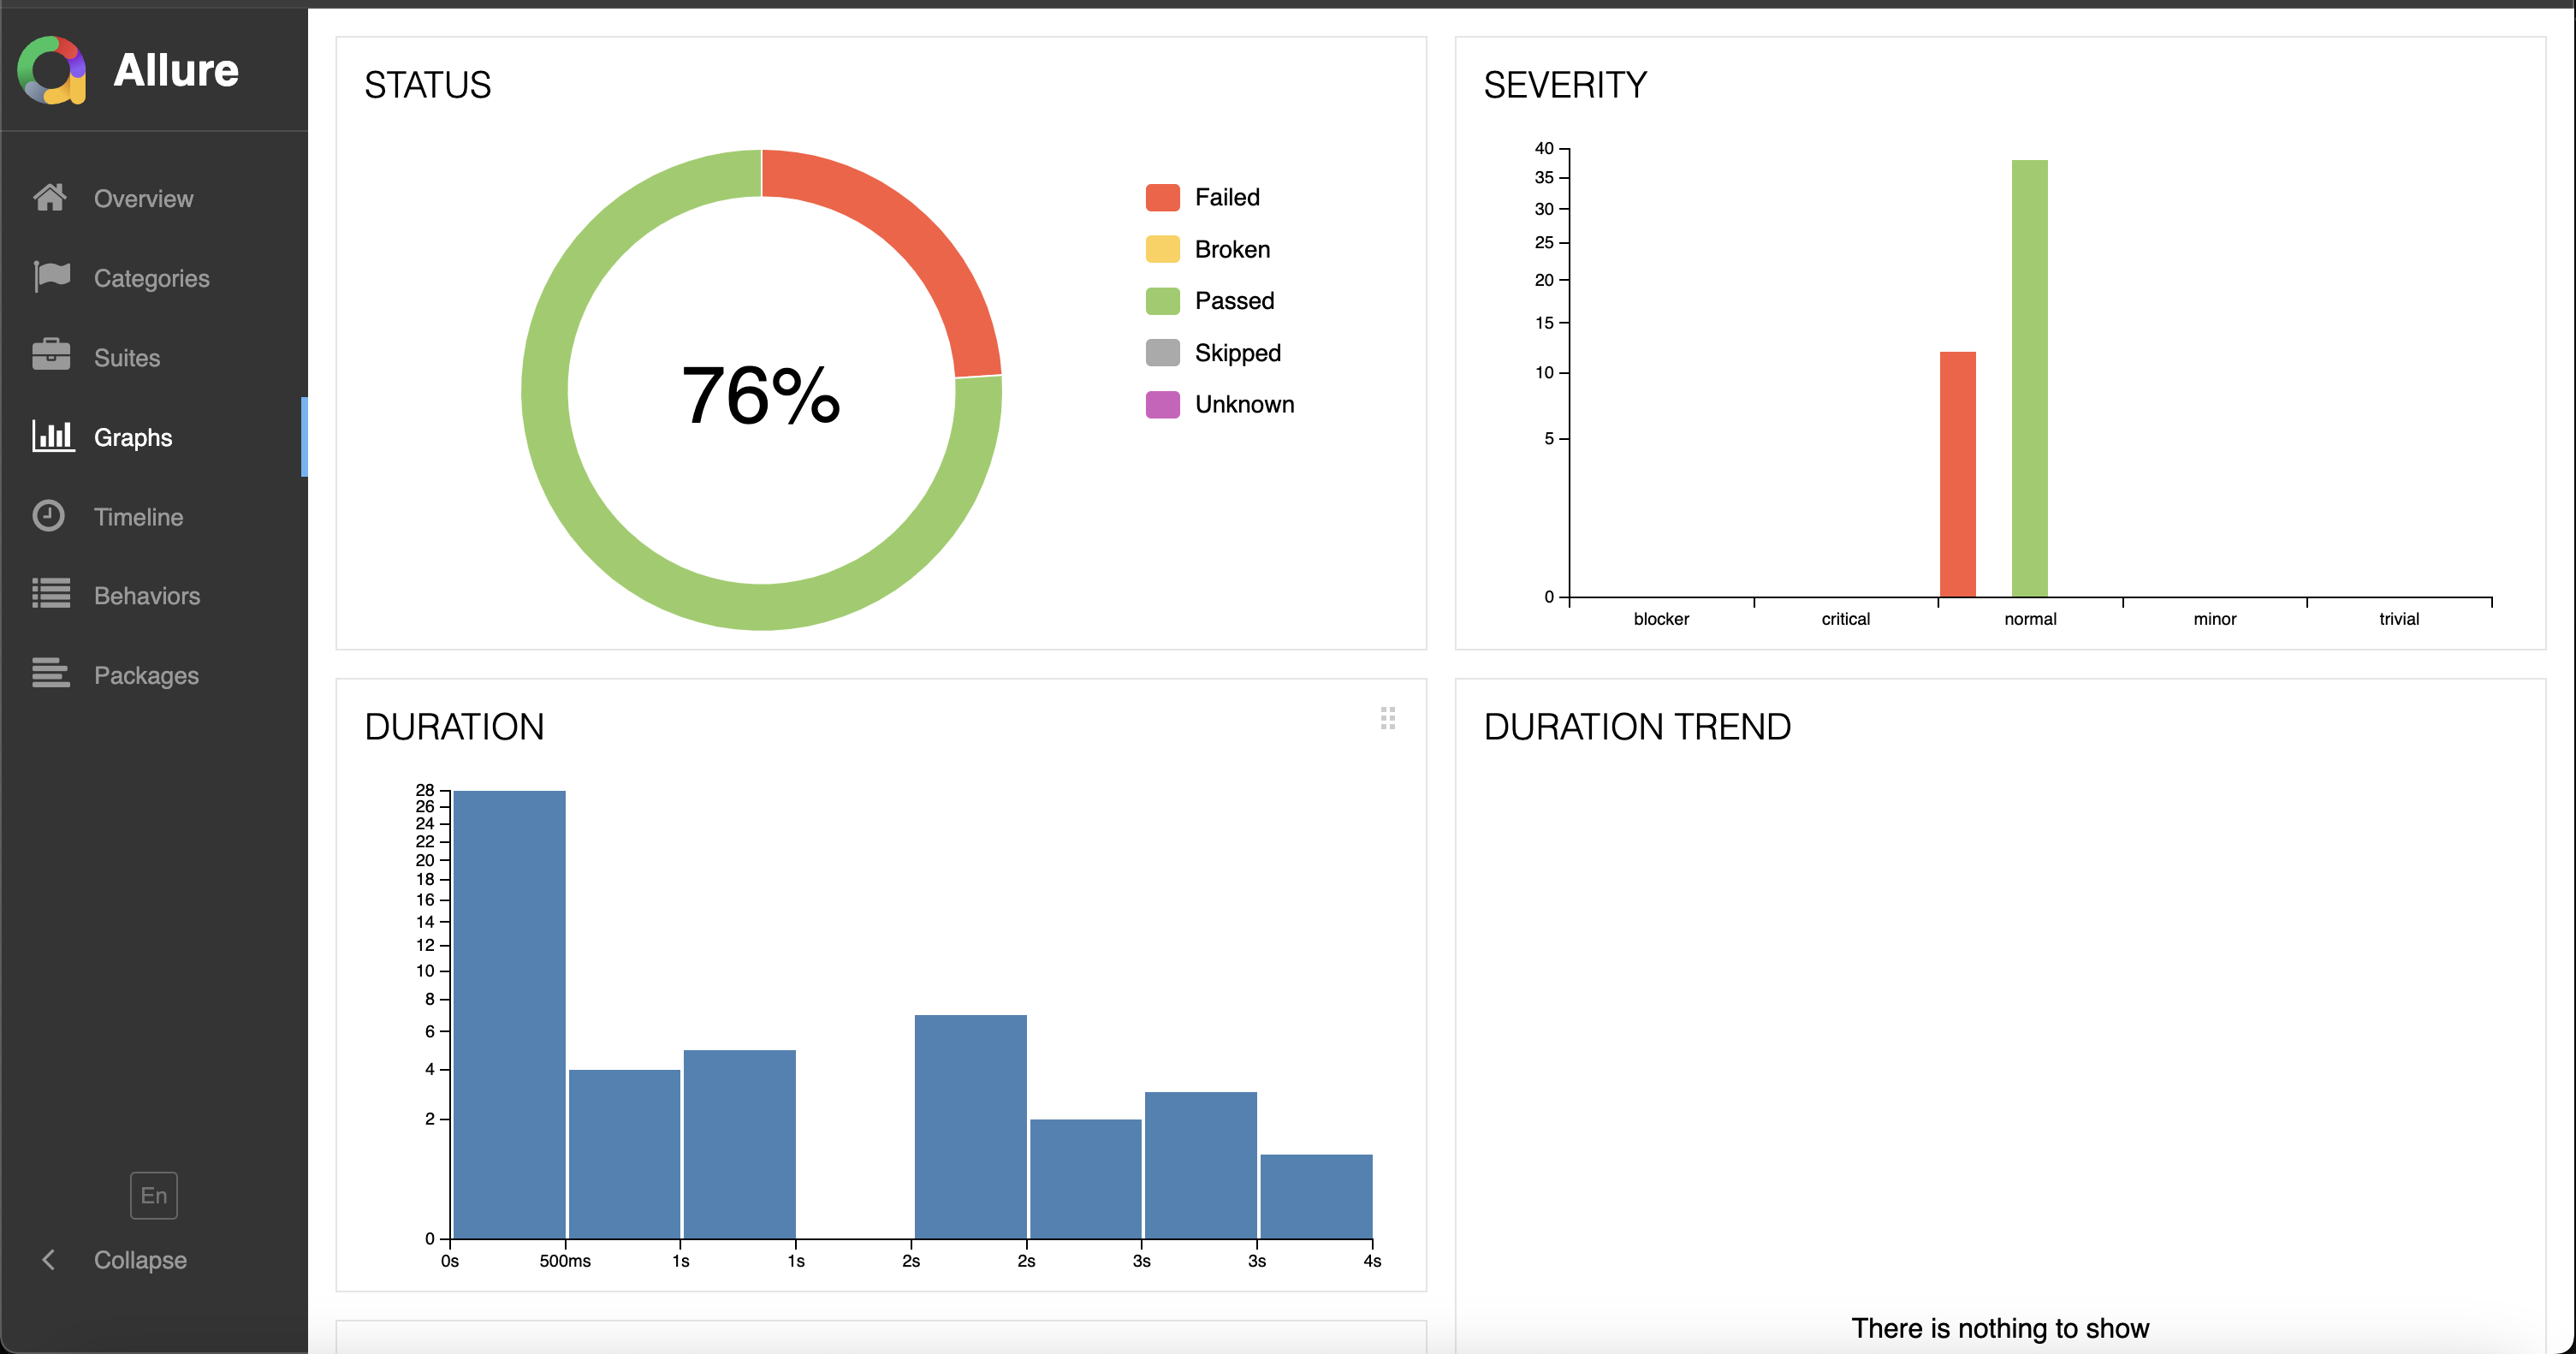 Allure
Overview
Categories
Suites
Graphs
Timeline
Behaviors
Packages
En
Collapse
STATUS
76%
Failed
Broken
Passed
Skipped
Unknown
SEVERITY
40
35
30
25
20
15
10
5
0
blocker critical normal minor trivial
DURATION
28
26
24
22
20
18
16
14
12
10
8
6
4
2
0
0s 500ms 1s 1s 2s 2s 3s 3s 4s
DURATION TREND
There is nothing to show